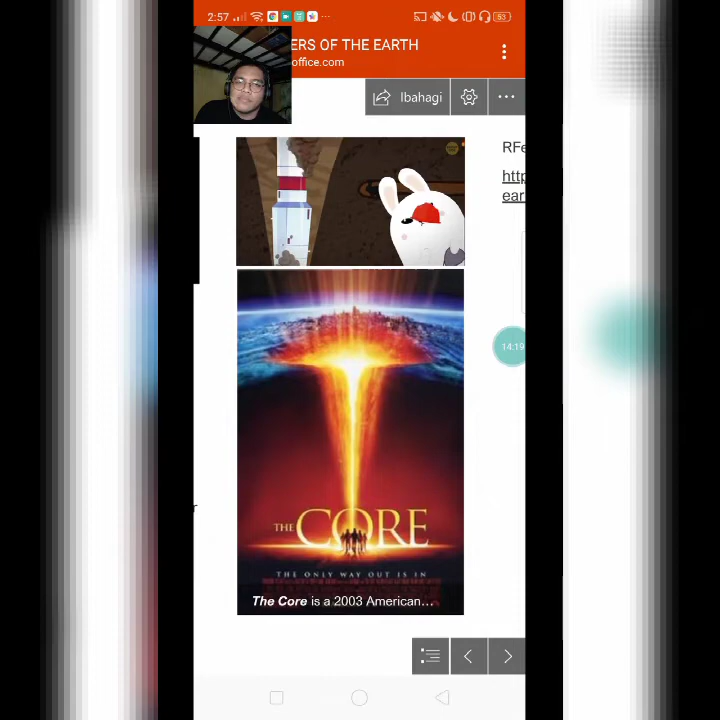 2:57
53
ERS OF THE EARTH
office.com
Ibahagi
RFe
http
ear
14:19
r
THE CORE
THE ONLY WAY OUT IS IN
The Core is a 2003 American...